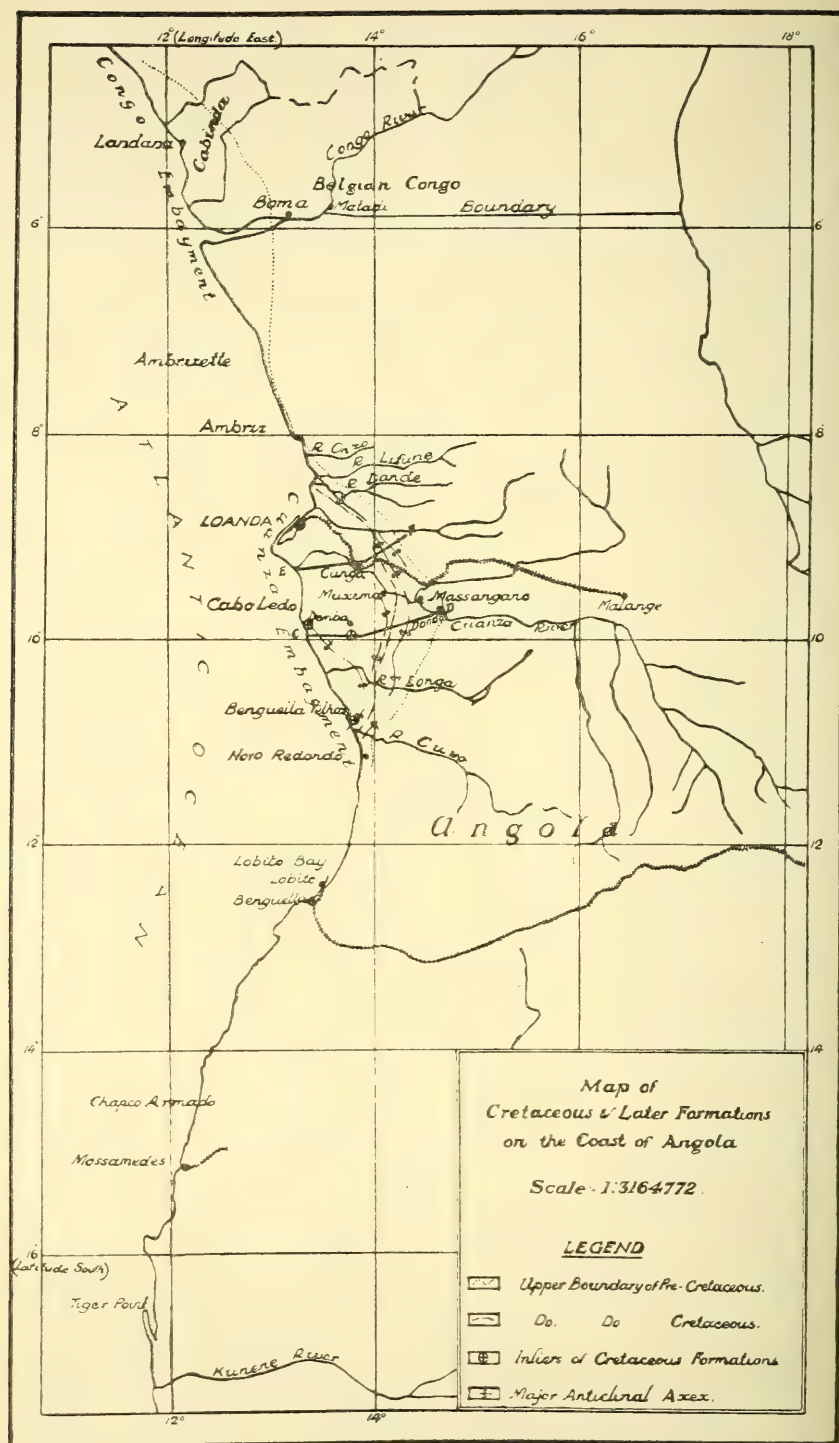 12° (Longitude East.) 14° 16° 18°
Congo Embayment
Landana
Cabinda
Congo River
Belgian Congo
Boma
Matadi
Boundary
6° 6°
Ambrizette
ATLANTIC OCEAN
Ambriz
8° 8°
R Lifune
R Dande
LOANDA
Cuanza Embayment
E
Cunga
Muxima
Massangano
Malange
Cabo Ledo
Donba
Dondo
D
C
Cuanza River
10° 10°
R Longa
Benguella Velha
Novo Redondo
R Cuvo
Angola
12° 12°
Lobito Bay
Lobito
Benguella
14° 14°
Chapeo Armado
Mossamedes
16°
(Latitude South)
Tiger Point
Kunene River
12° 14°
Map of
Cretaceous & Later Formations
on the Coast of Angola
Scale - 1:3164772.
LEGEND
Upper Boundary of Pre-Cretaceous.
Do. Do Cretaceous.
Inliers of Cretaceous Formations
Major Anticlinal Axex.